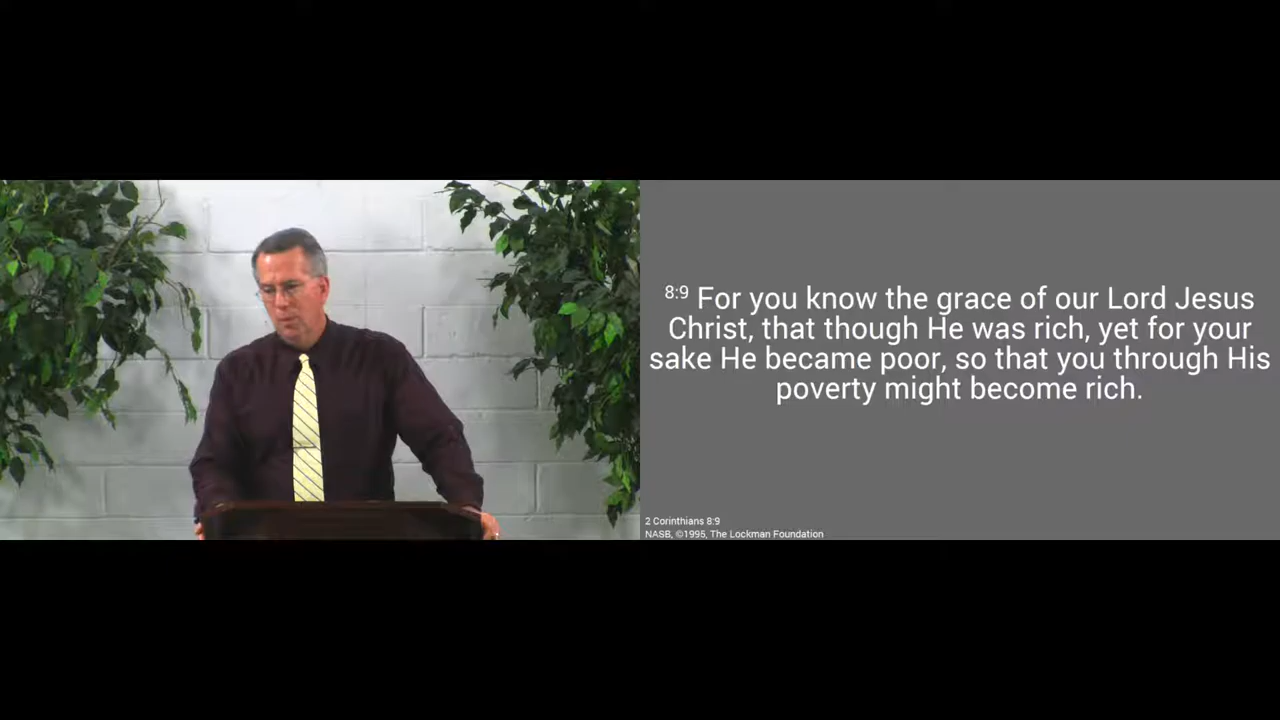 8:9 For you know the grace of our Lord Jesus
Christ, that though He was rich, yet for your
sake He became poor, so that you through His
poverty might become rich.
2 Corinthians 8:9
NASB, ©1995, The Lockman Foundation